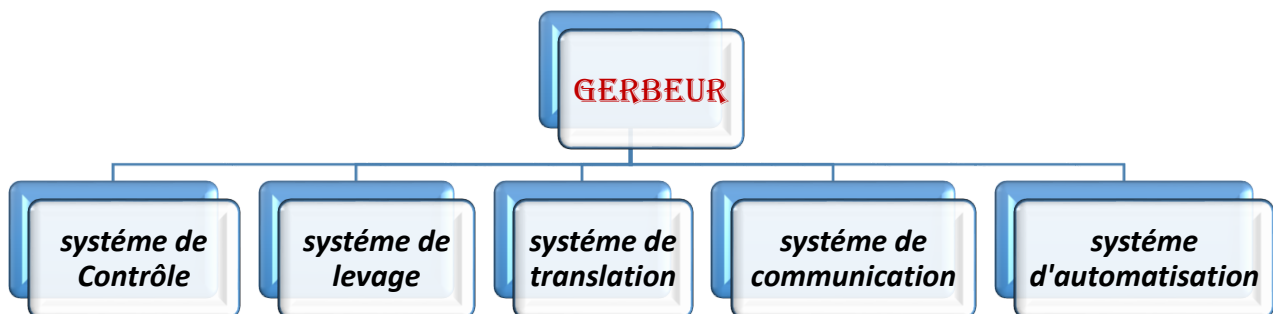 GERBEUR
systéme de
Contrôle
systéme de
levage
systéme de
translation
systéme de
communication
systéme
d'automatisation